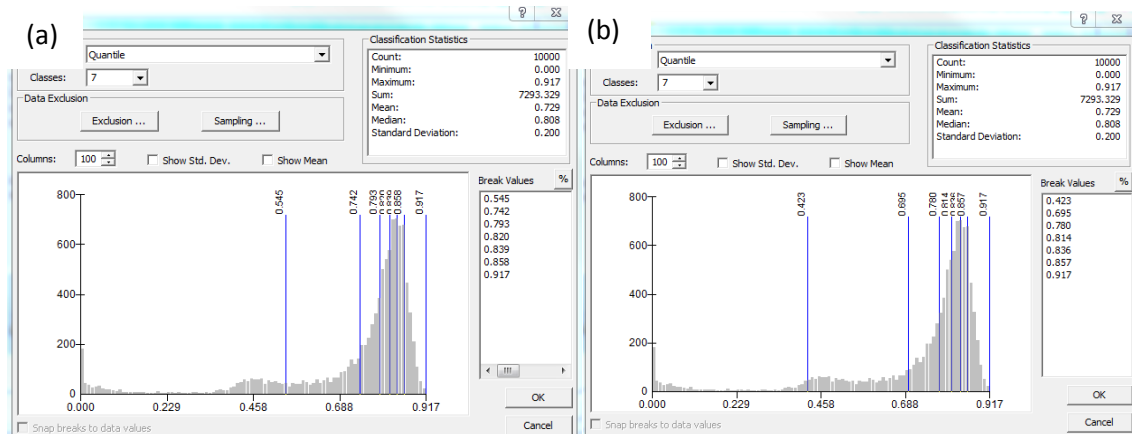 (a)
Quantile
Classes: 7
Data Exclusion
Exclusion ... Sampling ...
Classification Statistics
Count: 10000
Minimum: 0.000
Maximum: 0.917
Sum: 7293.329
Mean: 0.729
Median: 0.808
Standard Deviation: 0.200
Columns: 100 Show Std. Dev. Show Mean
Break Values %
0.545
0.742
0.793
0.820
0.839
0.858
0.917
800
600
400
200
0
0.545 0.742 0.793 0.820 0.839 0.858 0.917
0.000 0.229 0.458 0.688 0.917
Snap breaks to data values
OK
Cancel
(b)
Quantile
Classes: 7
Data Exclusion
Exclusion ... Sampling ...
Classification Statistics
Count: 10000
Minimum: 0.000
Maximum: 0.917
Sum: 7293.329
Mean: 0.729
Median: 0.808
Standard Deviation: 0.200
Columns: 100 Show Std. Dev. Show Mean
Break Values %
0.423
0.695
0.780
0.814
0.836
0.857
0.917
800
600
400
200
0
0.423 0.695 0.780 0.814 0.836 0.857 0.917
0.000 0.229 0.458 0.688 0.917
Snap breaks to data values
OK
Cancel